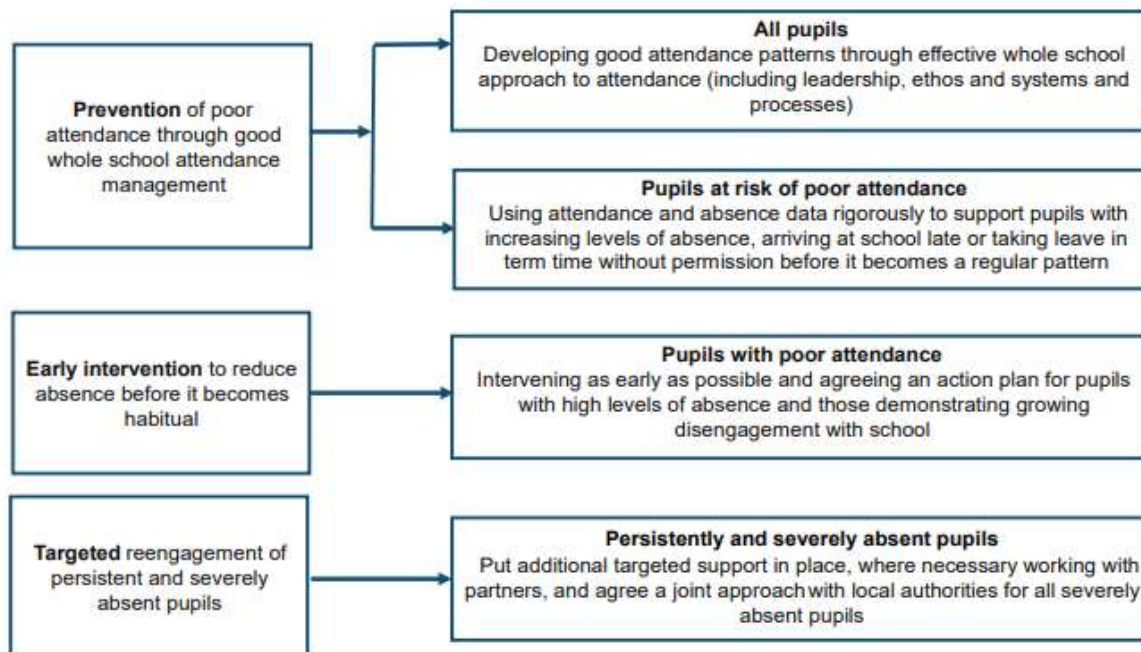 Prevention of poor
attendance through good
whole school attendance
management
All pupils
Developing good attendance patterns through effective whole school
approach to attendance (including leadership, ethos and systems and
processes)
Pupils at risk of poor attendance
Using attendance and absence data rigorously to support pupils with
increasing levels of absence, arriving at school late or taking leave in
term time without permission before it becomes a regular pattern
Early intervention to reduce
absence before it becomes
habitual
Pupils with poor attendance
Intervening as early as possible and agreeing an action plan for pupils
with high levels of absence and those demonstrating growing
disengagement with school
Targeted reengagement of
persistent and severely
absent pupils
Persistently and severely absent pupils
Put additional targeted support in place, where necessary working with
partners, and agree a joint approach with local authorities for all severely
absent pupils